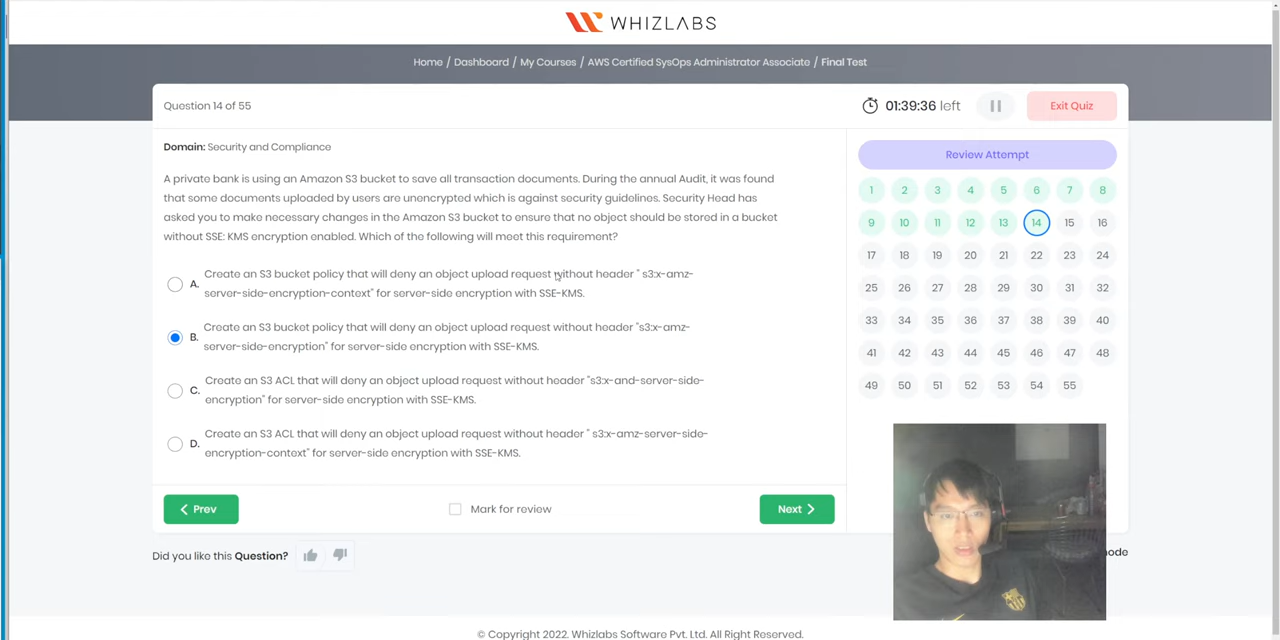 WHIZLABS
Home / Dashboard / My Courses / AWS Certified SysOps Administrator Associate / Final Test
Question 14 of 55
01:39:36 left
Exit Quiz
Domain: Security and Compliance
A private bank is using an Amazon S3 bucket to save all transaction documents. During the annual Audit, it was found
that some documents uploaded by users are unencrypted which is against security guidelines. Security Head has
asked you to make necessary changes in the Amazon S3 bucket to ensure that no object should be stored in a bucket
without SSE: KMS encryption enabled. Which of the following will meet this requirement?
A. Create an S3 bucket policy that will deny an object upload request without header " s3:x-amz-
server-side-encryption-context" for server-side encryption with SSE-KMS.
B. Create an S3 bucket policy that will deny an object upload request without header "s3:x-amz-
server-side-encryption" for server-side encryption with SSE-KMS.
C. Create an S3 ACL that will deny an object upload request without header "s3:x-and-server-side-
encryption" for server-side encryption with SSE-KMS.
D. Create an S3 ACL that will deny an object upload request without header " s3:x-amz-server-side-
encryption-context" for server-side encryption with SSE-KMS.
Prev
Mark for review
Next
Did you like this Question?
Review Attempt
1 2 3 4 5 6 7 8
9 10 11 12 13 14 15 16
17 18 19 20 21 22 23 24
25 26 27 28 29 30 31 32
33 34 35 36 37 38 39 40
41 42 43 44 45 46 47 48
49 50 51 52 53 54 55
© Copyright 2022. Whizlabs Software Pvt. Ltd. All Right Reserved.